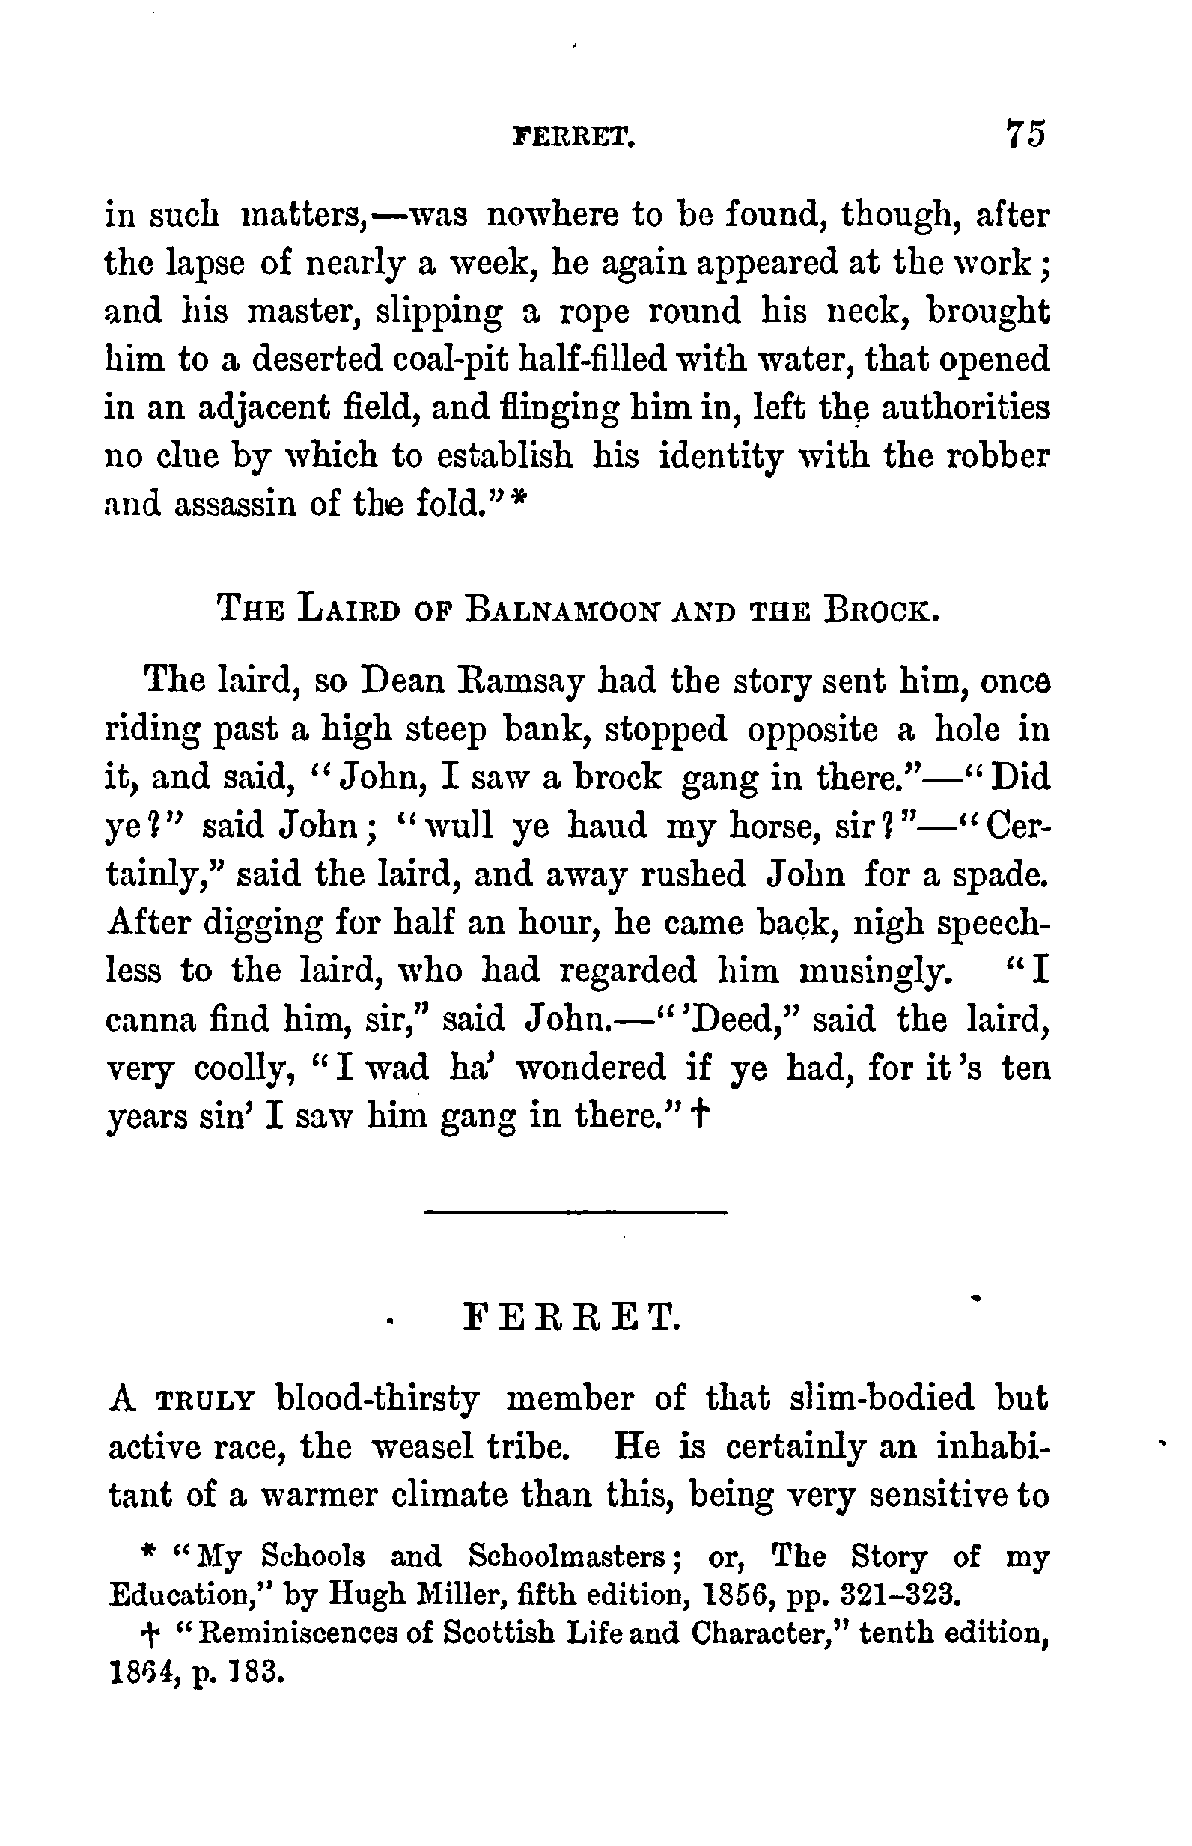 FERRET. 75
in such matters,—was nowhere to be found, though, after
the lapse of nearly a week, he again appeared at the work;
and his master, slipping a rope round his neck, brought
him to a deserted coal-pit half-filled with water, that opened
in an adjacent field, and flinging him in, left the authorities
no clue by which to establish his identity with the robber
and assassin of the fold."*
THE LAIRD OF BALNAMOON AND THE BROCK.
The laird, so Dean Ramsay had the story sent him, once
riding past a high steep bank, stopped opposite a hole in
it, and said, "John, I saw a brock gang in there."—"Did
ye?" said John; "wull ye haud my horse, sir?"—"Cer-
tainly," said the laird, and away rushed John for a spade.
After digging for half an hour, he came back, nigh speech-
less to the laird, who had regarded him musingly. "I
canna find him, sir," said John.—"'Deed," said the laird,
very coolly, "I wad ha' wondered if ye had, for it's ten
years sin' I saw him gang in there."†
FERRET.
A TRULY blood-thirsty member of that slim-bodied but
active race, the weasel tribe. He is certainly an inhabi-
tant of a warmer climate than this, being very sensitive to
* "My Schools and Schoolmasters; or, The Story of my
Education," by Hugh Miller, fifth edition, 1856, pp. 321–323.
† "Reminiscences of Scottish Life and Character," tenth edition,
1864, p. 183.